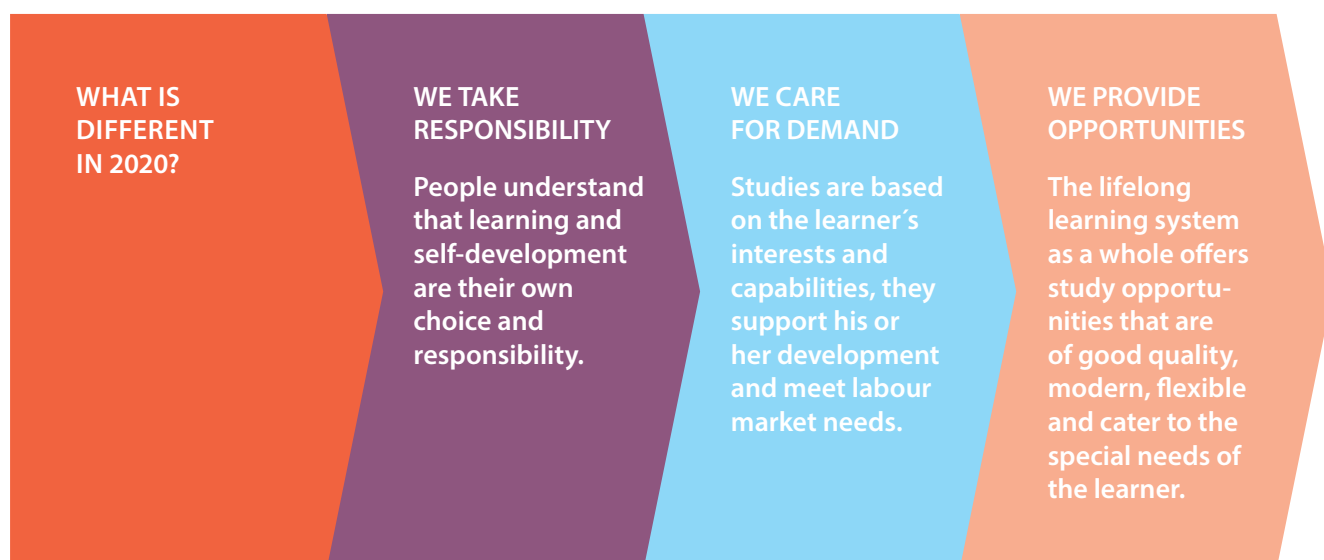 WHAT IS
DIFFERENT
IN 2020?
WE TAKE
RESPONSIBILITY
People understand
that learning and
self-development
are their own
choice and
responsibility.
WE CARE
FOR DEMAND
Studies are based
on the learner´s
interests and
capabilities, they
support his or
her development
and meet labour
market needs.
WE PROVIDE
OPPORTUNITIES
The lifelong
learning system
as a whole offers
study opportu-
nities that are
of good quality,
modern, flexible
and cater to the
special needs of
the learner.